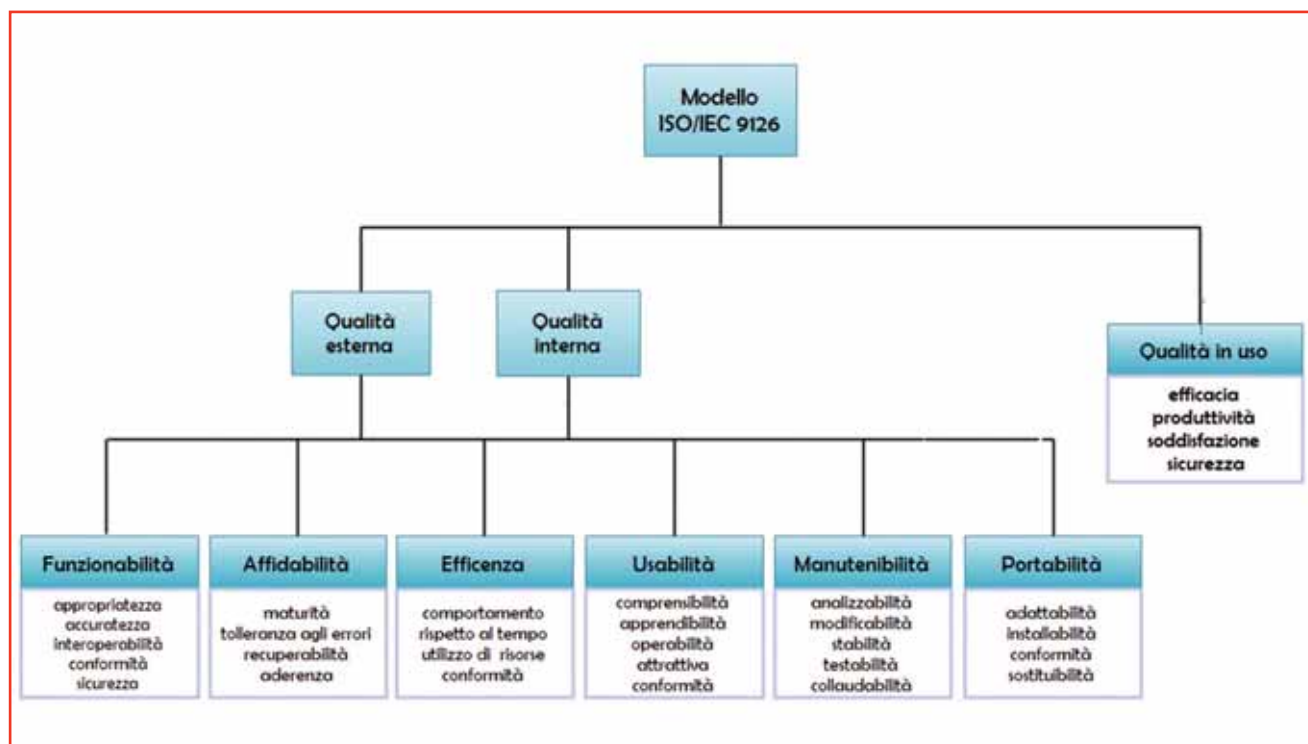 Modello
ISO/IEC 9126
Qualità
esterna
Qualità
interna
Qualità in uso
efficacia
produttività
soddisfazione
sicurezza
Funzionabilità
appropriatezza
accuratezza
interoperabilità
conformità
sicurezza
Affidabilità
maturità
tolleranza agli errori
recuperabilità
aderenza
Efficenza
comportamento
rispetto al tempo
utilizzo di risorse
conformità
Usabilità
comprensibilità
apprendibilità
operabilità
attrattiva
conformità
Manutenibilità
analizzabilità
modificabilità
stabilità
testabilità
collaudabilità
Portabilità
adattabilità
installabilità
conformità
sostituibilità